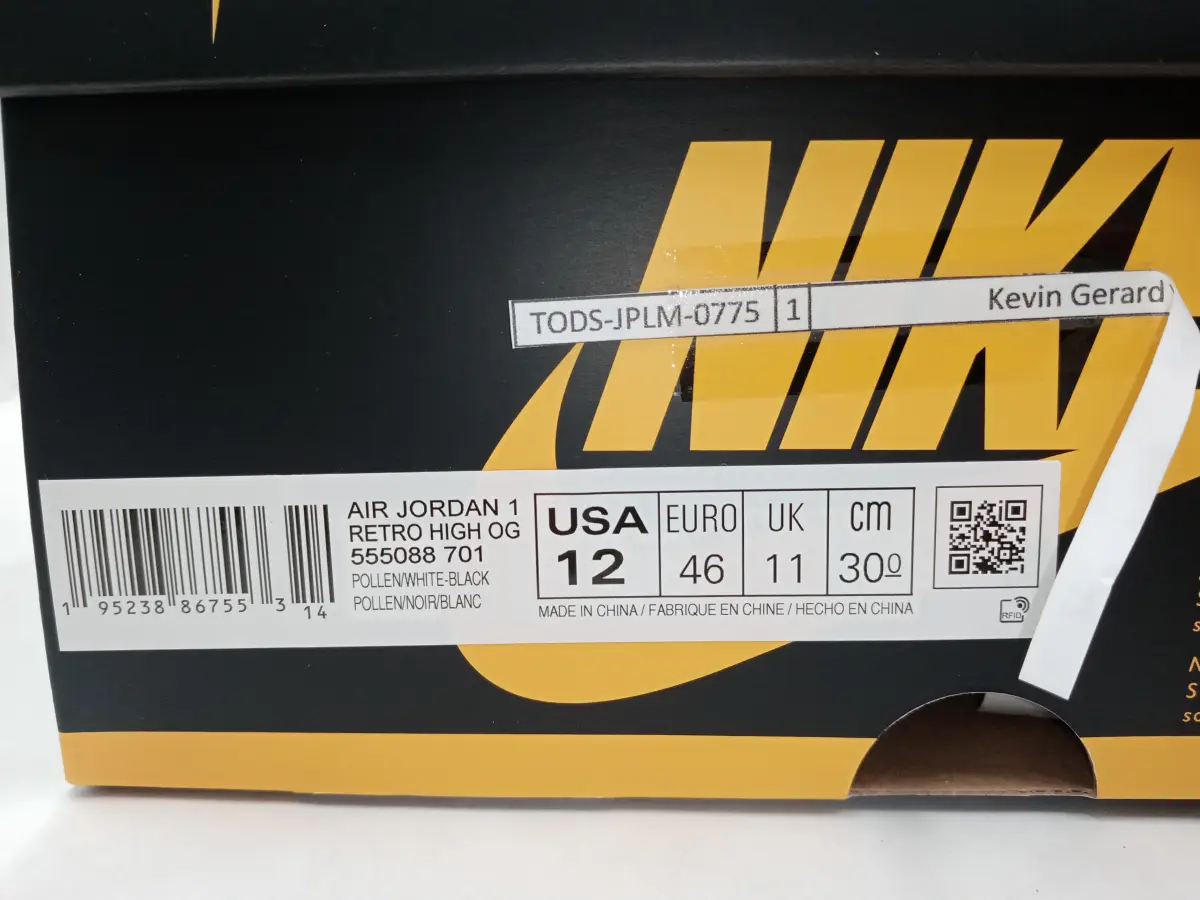 NIK
TODS-JPLM-0775 1 Kevin Gerard
AIR JORDAN 1
RETRO HIGH OG
555088 701
POLLEN/WHITE-BLACK
POLLEN/NOIR/BLANC
1 95238 86755 3 14
USA EURO UK cm
12 46 11 30⁰
MADE IN CHINA / FABRIQUE EN CHINE / HECHO EN CHINA
RFID